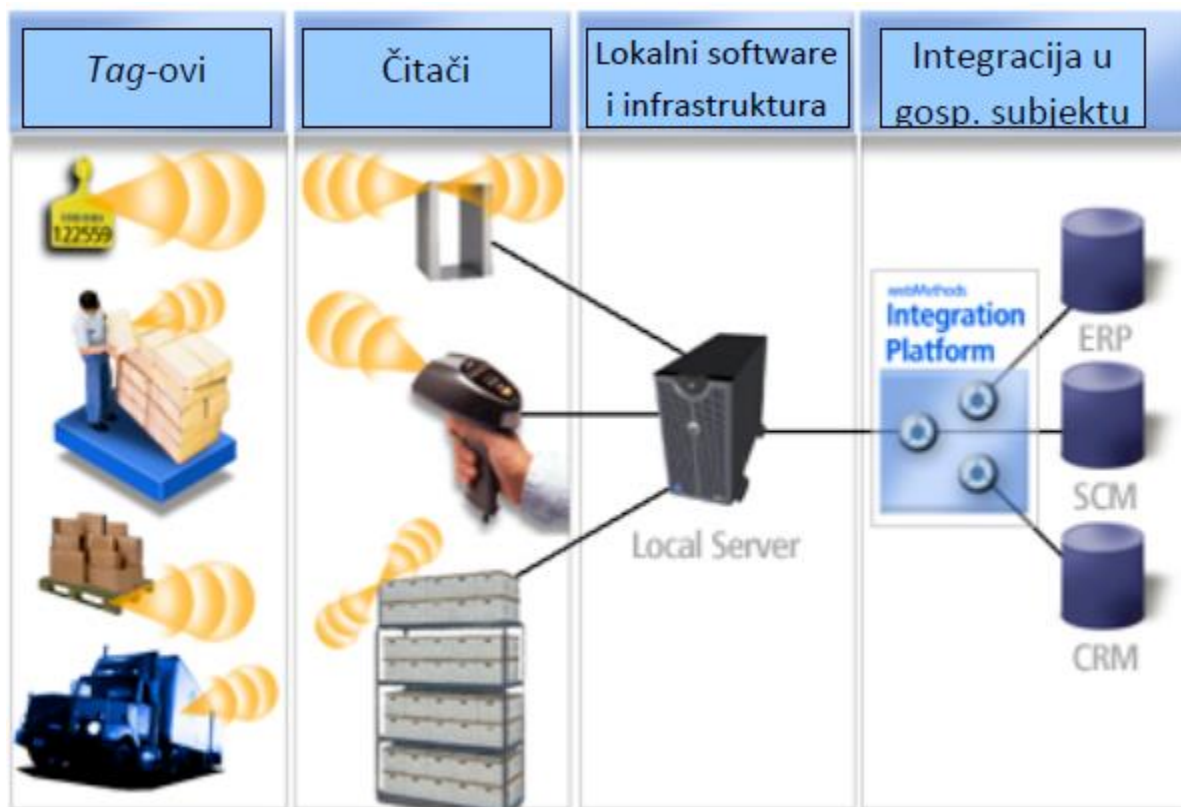 Tag-ovi
Čitači
Lokalni software
i infrastruktura
Integracija u
gosp. subjektu
122559
webMethods
Integration
Platform
ERP
SCM
CRM
Local Server